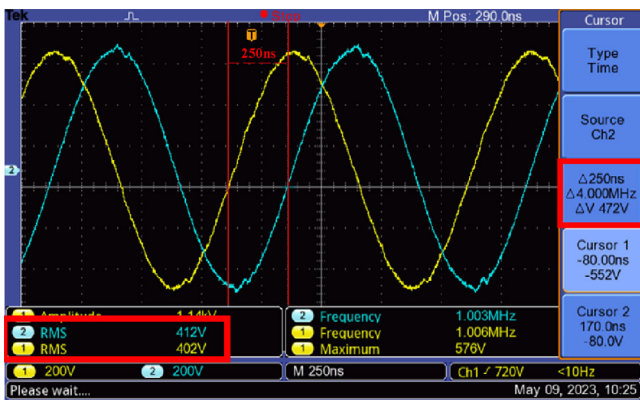 Tek
M Pos: 290.0ns
Cursor
T
250ns
Type
Time
Source
Ch2
2
△250ns
△4.000MHz
△V 472V
Cursor 1
-80.00ns
-552V
Cursor 2
170.0ns
-80.0V
1 Amplitude 1.14kV
2 RMS 412V
1 RMS 402V
2 Frequency 1.003MHz
1 Frequency 1.006MHz
1 Maximum 576V
1 200V 2 200V M 250ns Ch1 720V <10Hz
Please wait.... May 09, 2023, 10:25